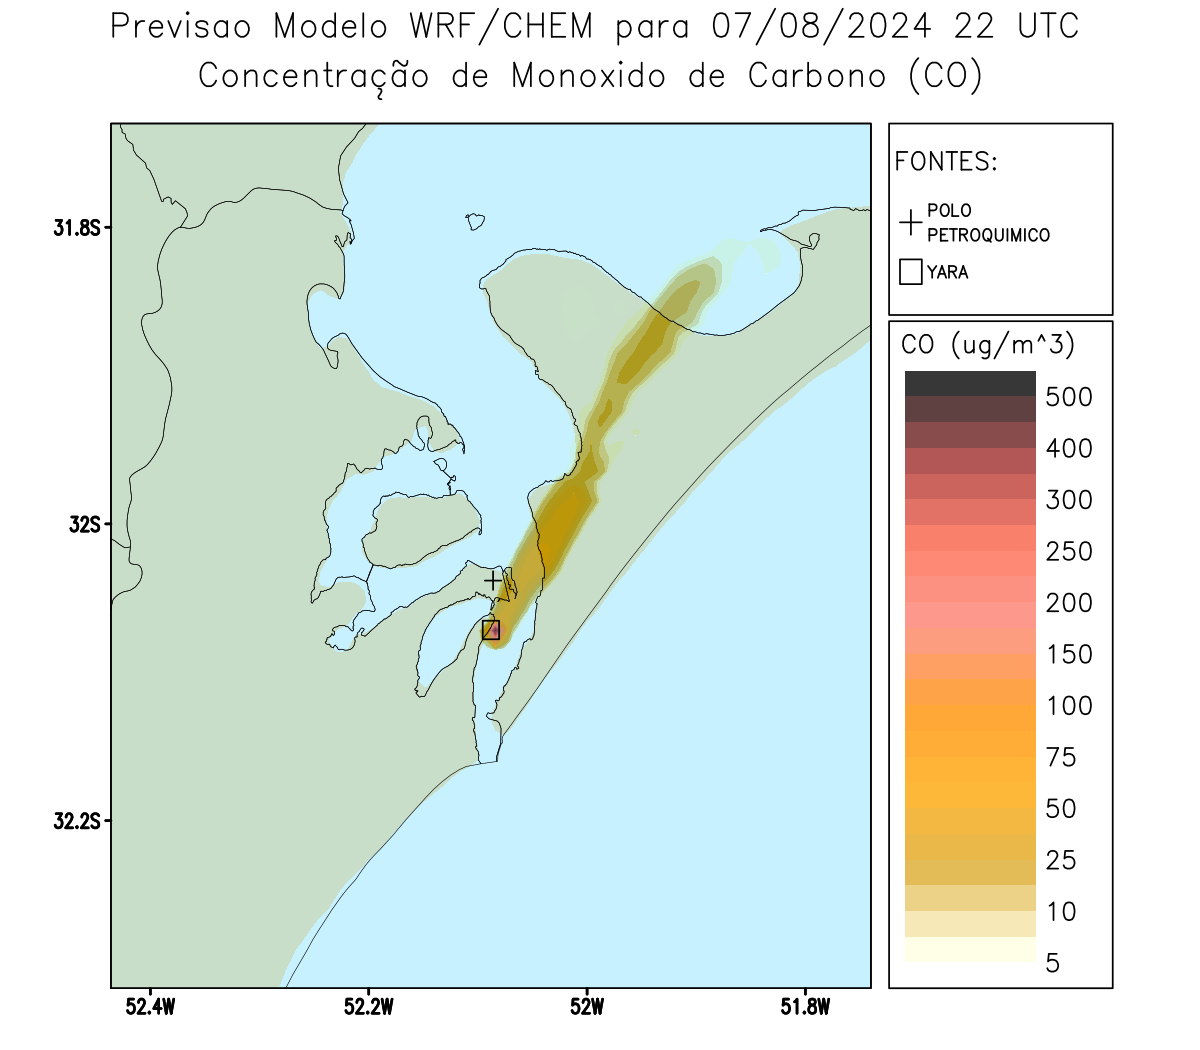 Previsao Modelo WRF/CHEM para 07/08/2024 22 UTC
Concentração de Monoxido de Carbono (CO)
FONTES:
POLO
PETROQUIMICO
YARA
CO (ug/m^3)
500
400
300
250
200
150
100
75
50
25
10
5
31.8S
32S
32.2S
52.4W
52.2W
52W
51.8W